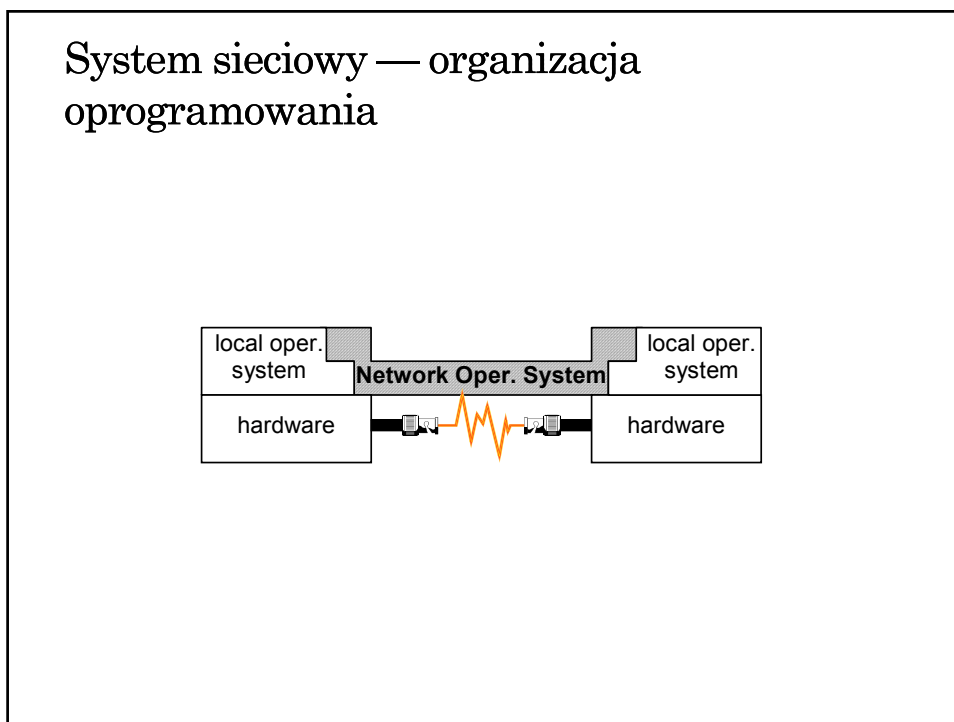 System sieciowy — organizacja
oprogramowania
local oper.
system
Network Oper. System
local oper.
system
hardware
hardware